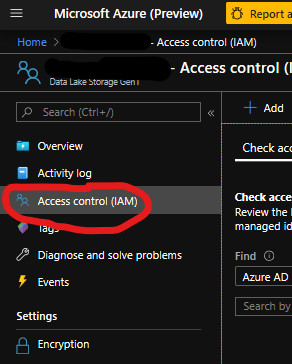 Microsoft Azure (Preview)
Report a
Home > - Access control (IAM)
- Access control (I
Data Lake Storage Gen1
Search (Ctrl+/)
«
+ Add
Overview
Check acc
Activity log
Access control (IAM)
Tags
Check acce
Review the
managed id
Diagnose and solve problems
Find
Events
Azure AD
Search by
Settings
Encryption